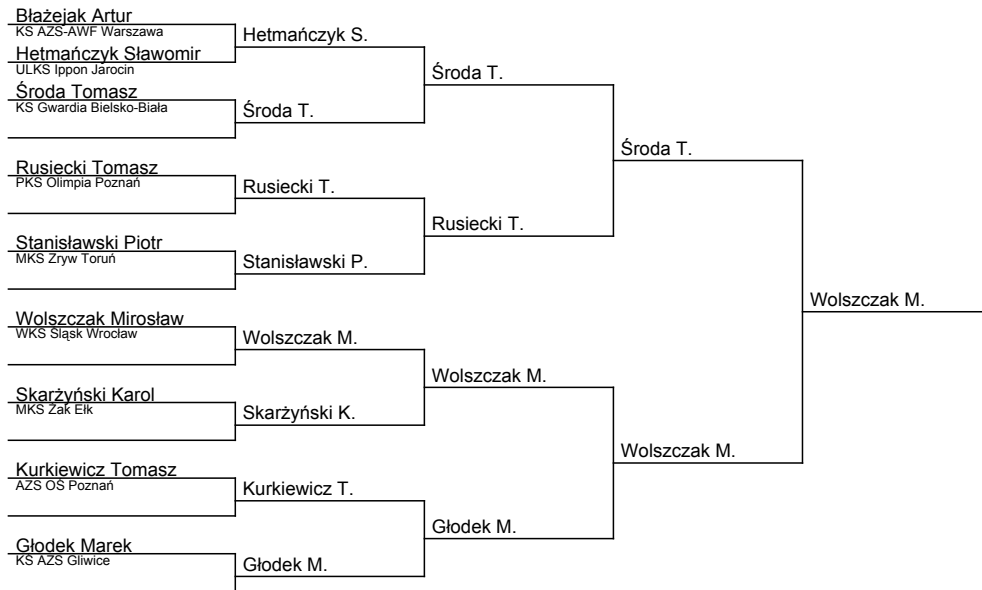 Błażejak Artur
KS AZS-AWF Warszawa
Hetmańczyk S.
Hetmańczyk Sławomir
ULKS Ippon Jarocin
Środa T.
Środa Tomasz
KS Gwardia Bielsko-Biała
Środa T.
Środa T.
Rusiecki Tomasz
PKS Olimpia Poznań
Rusiecki T.
Rusiecki T.
Stanisławski Piotr
MKS Zryw Toruń
Stanisławski P.
Wolszczak M.
Wolszczak Mirosław
WKS Śląsk Wrocław
Wolszczak M.
Wolszczak M.
Skarżyński Karol
MKS Żak Ełk
Skarżyński K.
Wolszczak M.
Kurkiewicz Tomasz
AZS OŚ Poznań
Kurkiewicz T.
Głodek M.
Głodek Marek
KS AZS Gliwice
Głodek M.